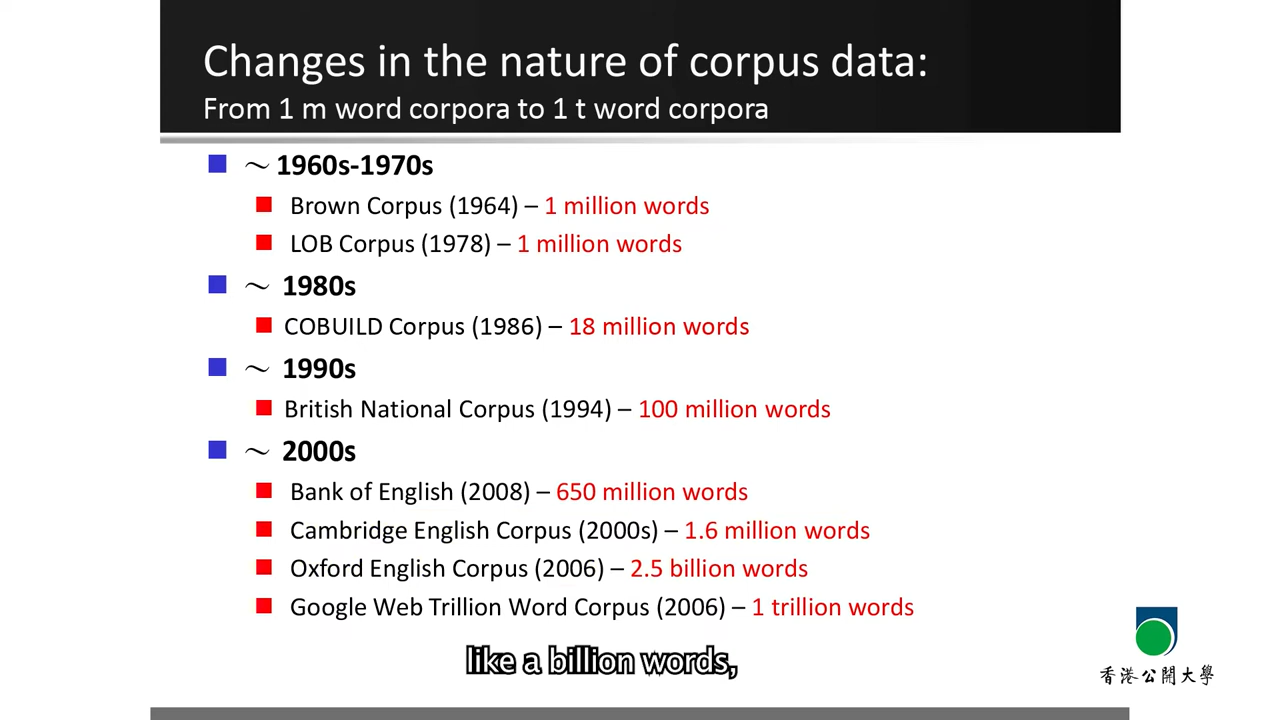 Changes in the nature of corpus data:
From 1 m word corpora to 1 t word corpora
~ 1960s-1970s
Brown Corpus (1964) – 1 million words
LOB Corpus (1978) – 1 million words
~ 1980s
COBUILD Corpus (1986) – 18 million words
~ 1990s
British National Corpus (1994) – 100 million words
~ 2000s
Bank of English (2008) – 650 million words
Cambridge English Corpus (2000s) – 1.6 million words
Oxford English Corpus (2006) – 2.5 billion words
Google Web Trillion Word Corpus (2006) – 1 trillion words
like a billion words,
香港公開大學